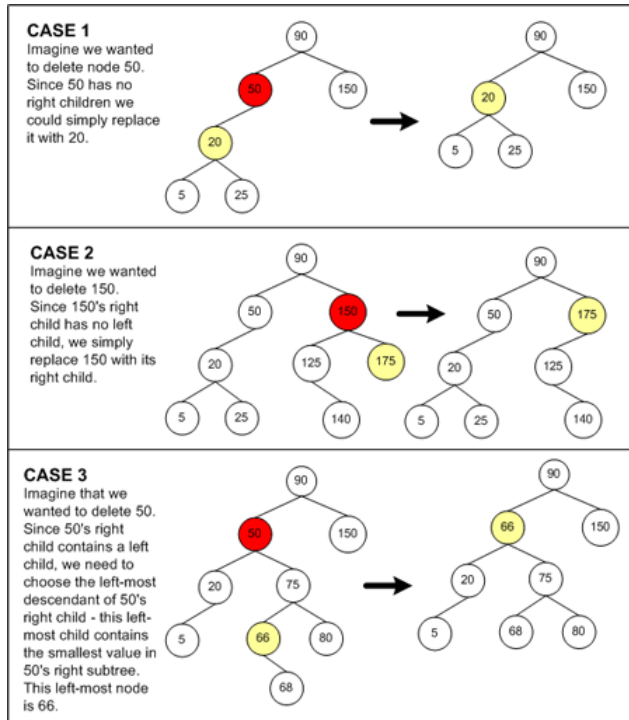 CASE 1
Imagine we wanted
to delete node 50.
Since 50 has no
right children we
could simply replace
it with 20.
90
50
150
20
5
25
90
20
150
5
25
CASE 2
Imagine we wanted
to delete 150.
Since 150's right
child has no left
child, we simply
replace 150 with its
right child.
90
50
150
20
125
175
5
25
140
90
50
175
20
125
5
25
140
CASE 3
Imagine that we
wanted to delete 50.
Since 50's right
child contains a left
child, we need to
choose the left-most
descendant of 50's
right child - this left-
most child contains
the smallest value in
50's right subtree.
This left-most node
is 66.
90
50
150
20
75
5
66
80
68
90
66
150
20
75
5
68
80